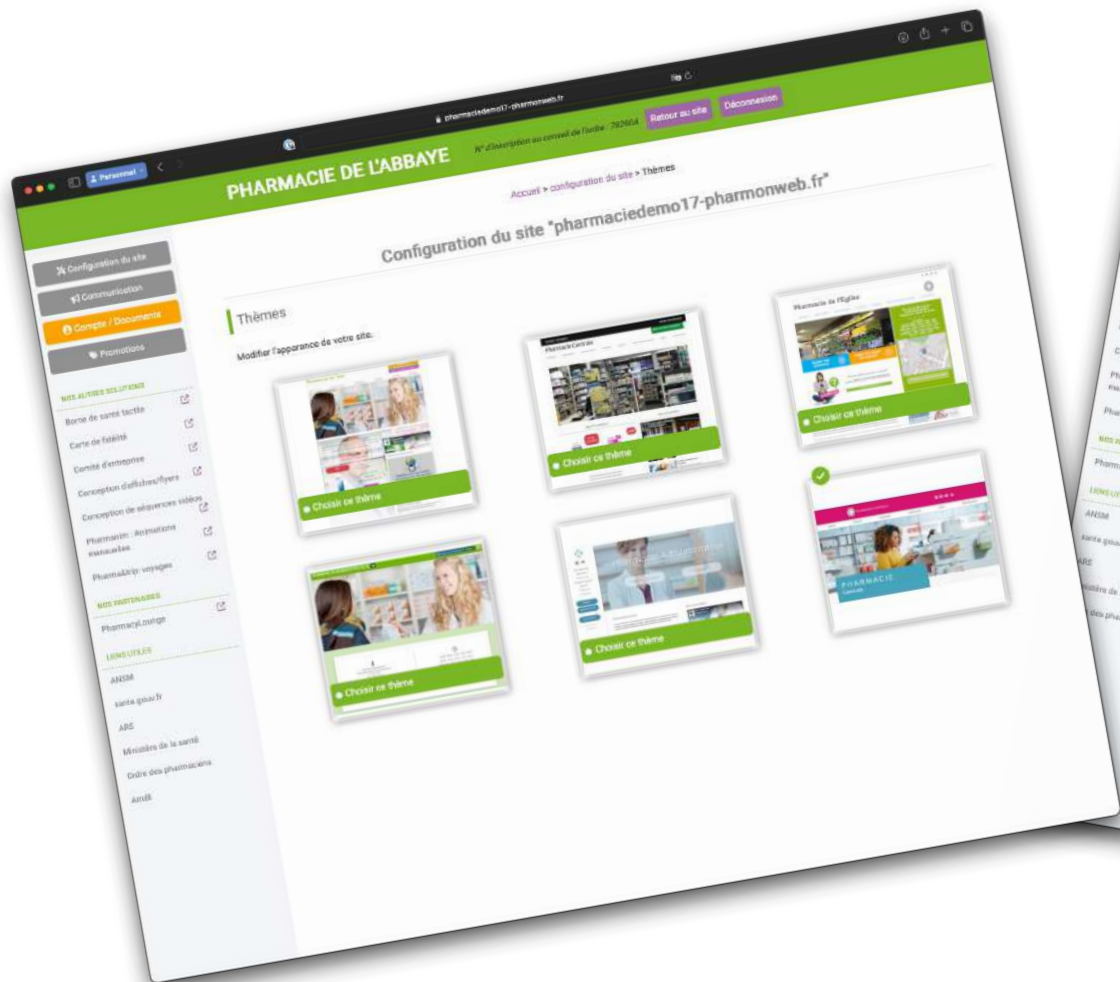 Personnel
pharmaciedemo17-pharmonweb.fr
PHARMACIE DE L'ABBAYE
N° d'inscription au conseil de l'ordre :
Retour au site
Déconnexion
Accueil > configuration du site > Thèmes
Configuration du site "pharmaciedemo17-pharmonweb.fr"
Configuration du site
Communication
Compte / Documents
Promotions
NOS AUTRES SOLUTIONS
Borne de santé tactile
Carte de fidélité
Comité d'entreprise
Conception d'affiches/flyers
Conception de séquences vidéos
Pharmanim : Animations
mensuelles
Pharma&trip: voyages
NOS PARTENAIRES
PharmacyLounge
LIENS UTILES
ANSM
sante.gouv.fr
ARS
Ministère de la santé
Ordre des pharmaciens
Améli
Thèmes
Modifier l'apparance de votre site.
Choisir ce thème
PharmacieCentrale
Choisir ce thème
Pharmacie de l'Eglise
Choisir ce thème
Choisir ce thème
Choisir ce thème
PHARMACIE
ANSM